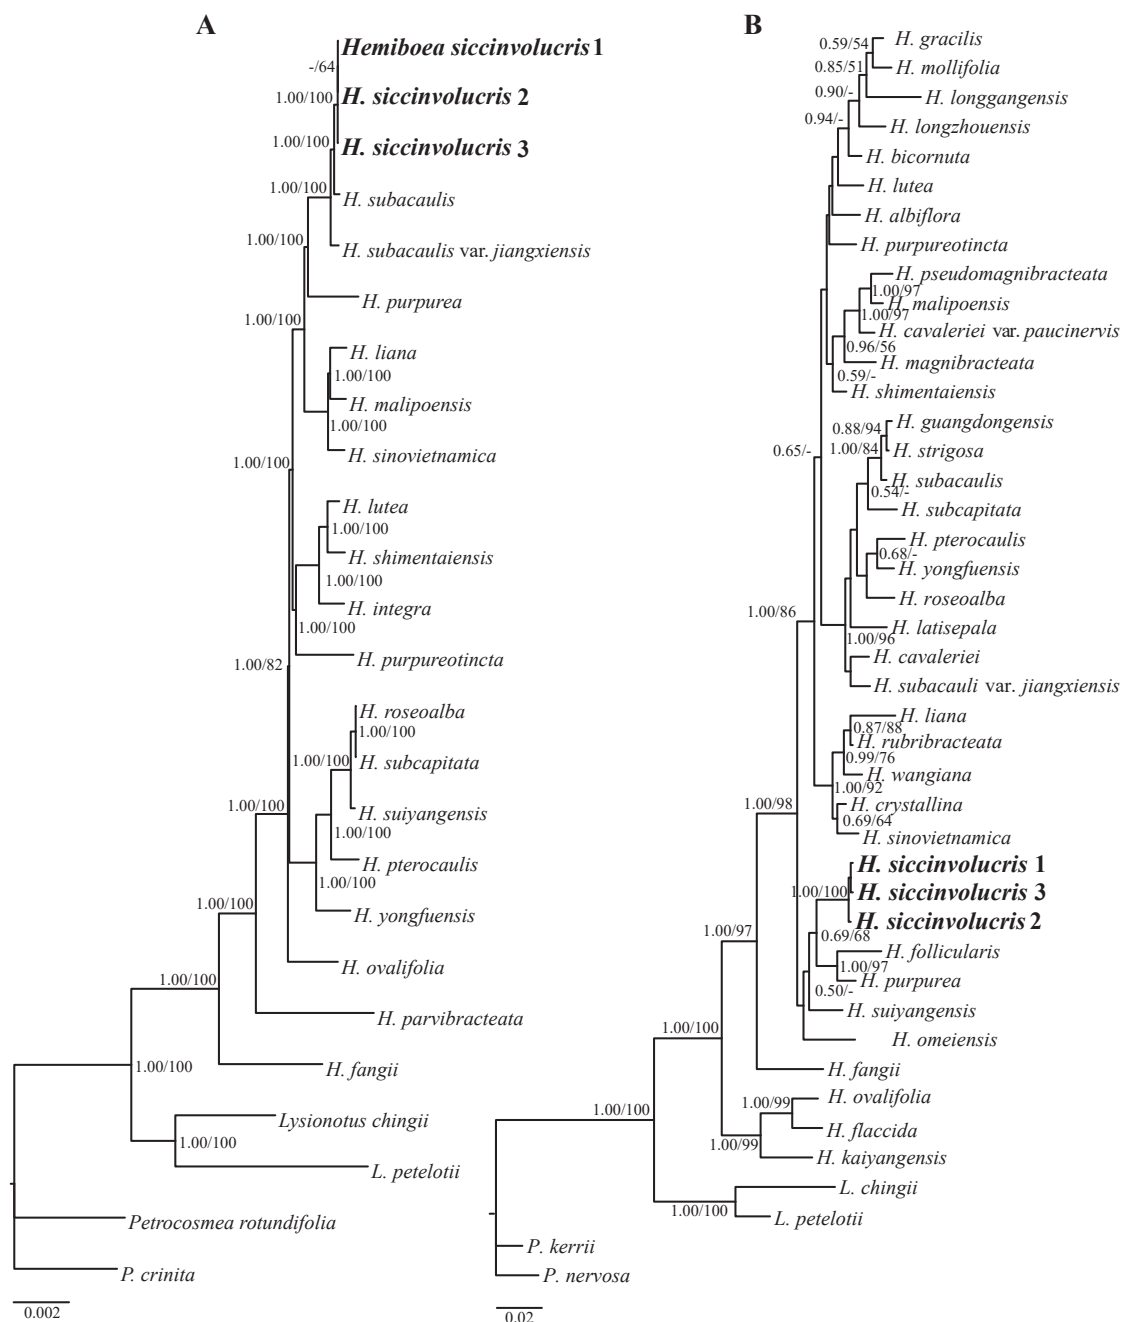 A
Hemiboea siccinvolucris 1
-/64
H. siccinvolucris 2
1.00/100
H. siccinvolucris 3
1.00/100
H. subacaulis
1.00/100
H. subacaulis var. jiangxiensis
1.00/100
H. purpurea
1.00/100
H. liana
1.00/100
H. malipoensis
1.00/100
H. sinovietnamica
1.00/100
H. lutea
1.00/100
H. shimentaiensis
1.00/100
H. integra
1.00/100
H. purpureotincta
1.00/82
H. roseoalba
1.00/100
H. subcapitata
1.00/100
H. suiyangensis
1.00/100
1.00/100
H. pterocaulis
1.00/100
H. yongfuensis
1.00/100
H. ovalifolia
1.00/100
H. parvibracteata
H. fangii
1.00/100
Lysionotus chingii
1.00/100
L. petelotii
Petrocosmea rotundifolia
P. crinita
0.002
B
H. gracilis
0.59/54
H. mollifolia
0.85/51
0.90/-
H. longgangensis
0.94/-
H. longzhouensis
H. bicornuta
H. lutea
H. albiflora
H. purpureotincta
H. pseudomagnibracteata
1.00/97
H. malipoensis
1.00/97
H. cavaleriei var. paucinervis
0.96/56
H. magnibracteata
0.59/-
H. shimentaiensis
H. guangdongensis
0.88/94
1.00/84
H. strigosa
0.65/-
H. subacaulis
0.54/-
H. subcapitata
H. pterocaulis
0.68/-
H. yongfuensis
H. roseoalba
1.00/86
H. latisepala
1.00/96
H. cavaleriei
H. subacauli var. jiangxiensis
H. liana
0.87/88
H. rubribracteata
0.99/76
H. wangiana
1.00/92
H. crystallina
1.00/98
0.69/64
H. sinovietnamica
H. siccinvolucris 1
1.00/100
H. siccinvolucris 3
H. siccinvolucris 2
1.00/97
0.69/68
H. follicularis
1.00/97
H. purpurea
0.50/-
H. suiyangensis
1.00/100
H. omeiensis
H. fangii
H. ovalifolia
1.00/99
1.00/100
H. flaccida
1.00/99
H. kaiyangensis
L. chingii
1.00/100
L. petelotii
P. kerrii
P. nervosa
0.02